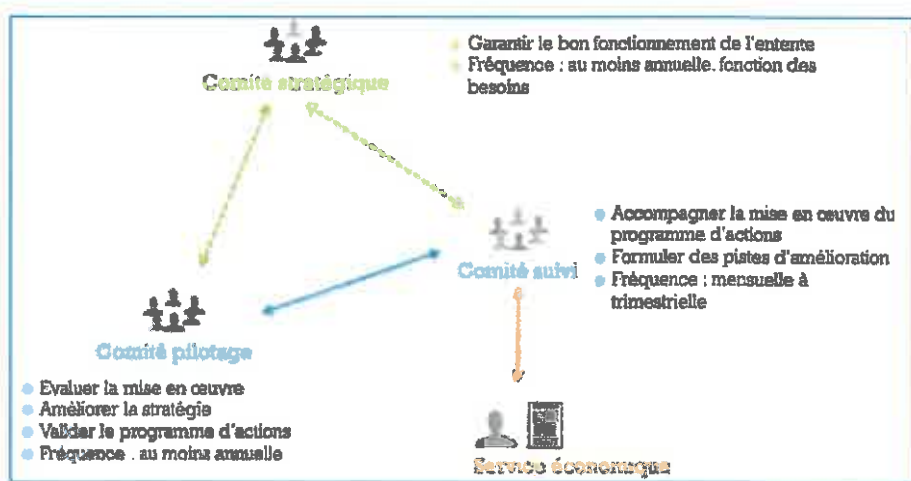 Comité stratégique
Garantir le bon fonctionnement de l'entente
Fréquence : au moins annuelle, fonction des
besoins
Comité suivi
Accompagner la mise en œuvre du
programme d'actions
Formuler des pistes d'amélioration
Fréquence : mensuelle à
trimestrielle
Comité pilotage
Evaluer la mise en œuvre
Améliorer la stratégie
Valider le programme d'actions
Fréquence : au moins annuelle
Service économique